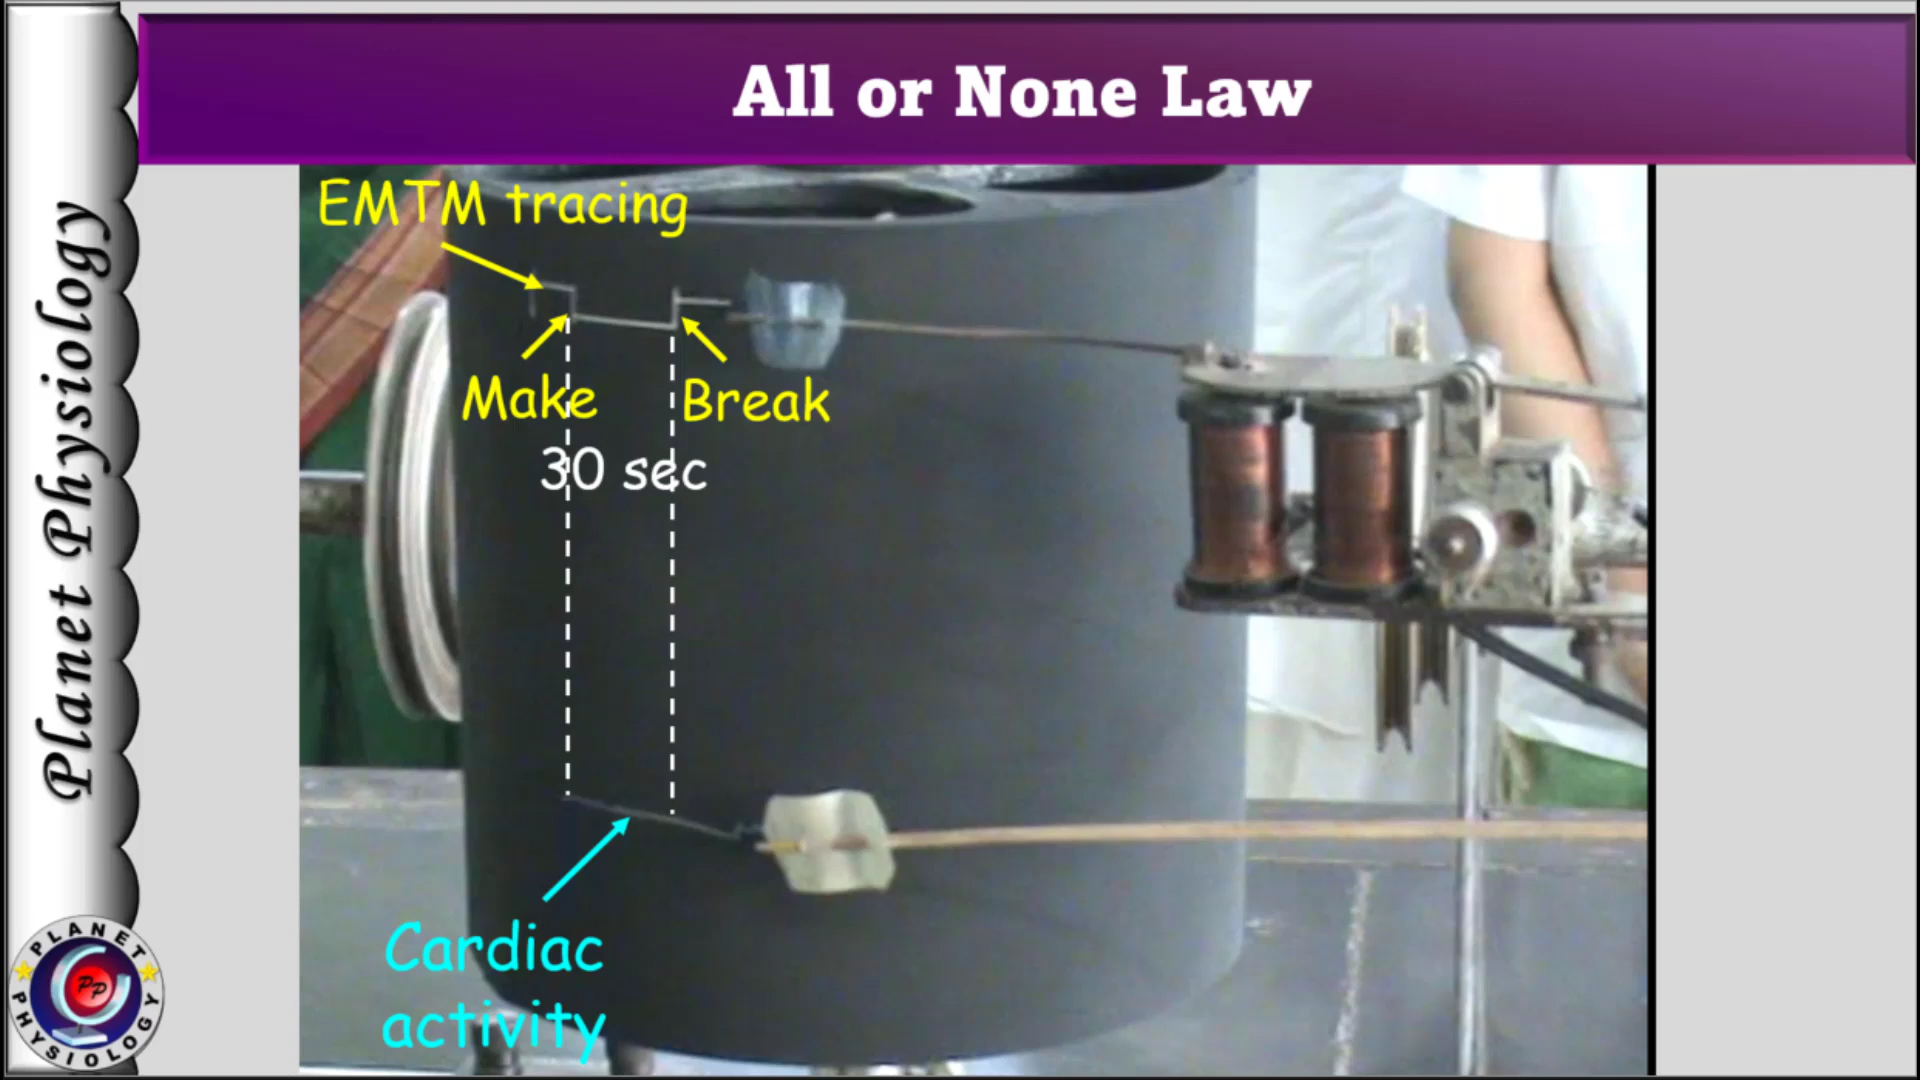 All or None Law
EMTM tracing
Make
Break
30 sec
Cardiac
activity
Planet Physiology
PLANET
PP
PHYSIOLOGY